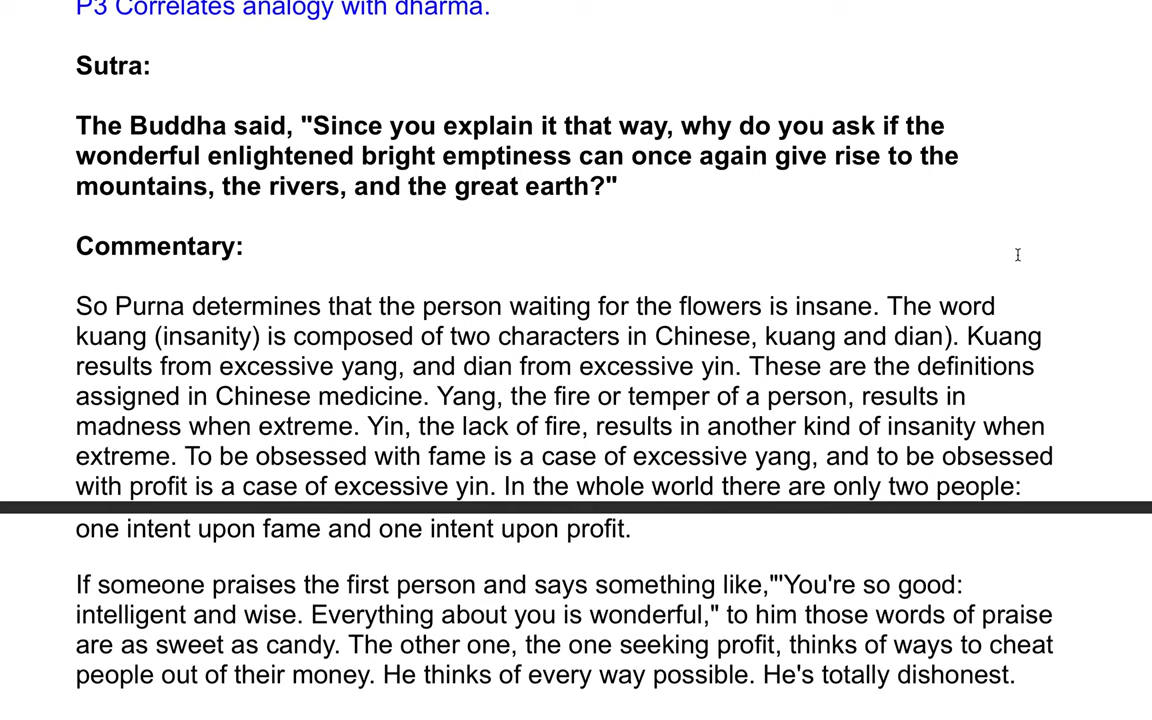 P3 Correlates analogy with dharma.
Sutra:
The Buddha said, "Since you explain it that way, why do you ask if the
wonderful enlightened bright emptiness can once again give rise to the
mountains, the rivers, and the great earth?"
Commentary:
So Purna determines that the person waiting for the flowers is insane. The word
kuang (insanity) is composed of two characters in Chinese, kuang and dian). Kuang
results from excessive yang, and dian from excessive yin. These are the definitions
assigned in Chinese medicine. Yang, the fire or temper of a person, results in
madness when extreme. Yin, the lack of fire, results in another kind of insanity when
extreme. To be obsessed with fame is a case of excessive yang, and to be obsessed
with profit is a case of excessive yin. In the whole world there are only two people:
one intent upon fame and one intent upon profit.
If someone praises the first person and says something like,"'You're so good:
intelligent and wise. Everything about you is wonderful," to him those words of praise
are as sweet as candy. The other one, the one seeking profit, thinks of ways to cheat
people out of their money. He thinks of every way possible. He's totally dishonest.